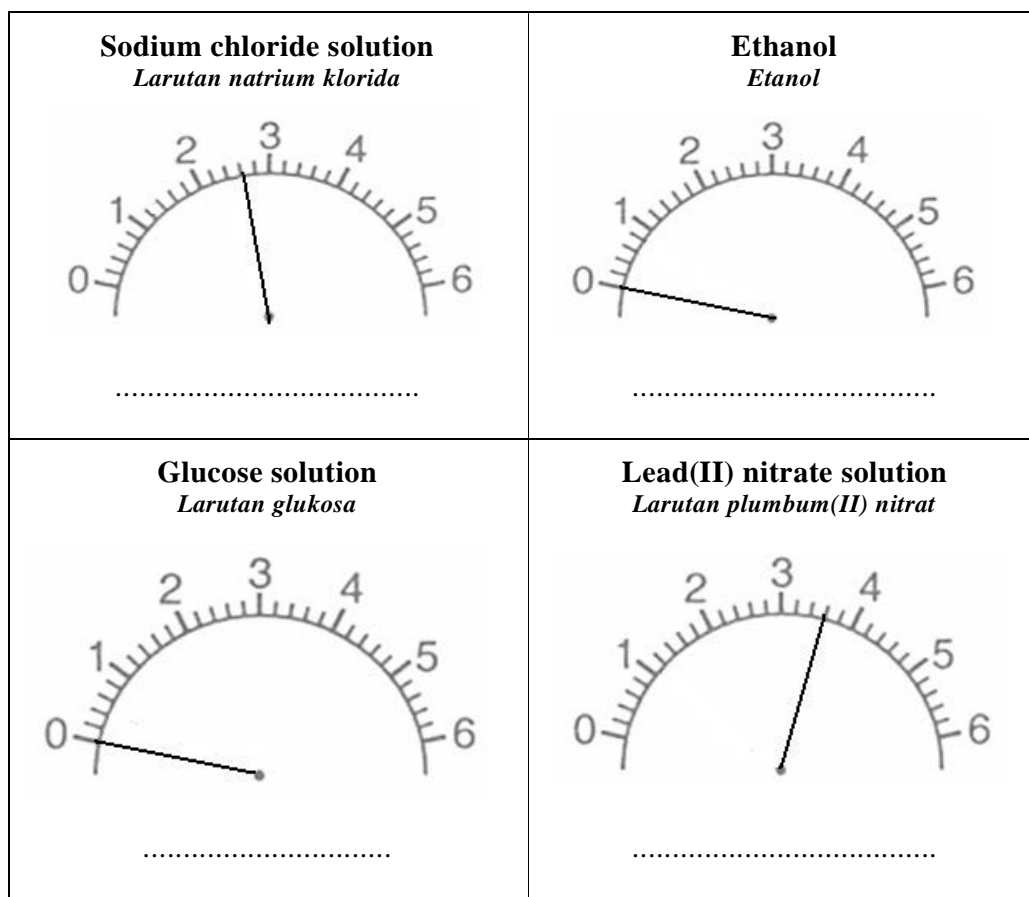 Sodium chloride solution
Larutan natrium klorida
0 1 2 3 4 5 6
....................................
Ethanol
Etanol
0 1 2 3 4 5 6
....................................
Glucose solution
Larutan glukosa
0 1 2 3 4 5 6
..............................
Lead(II) nitrate solution
Larutan plumbum(II) nitrat
0 1 2 3 4 5 6
....................................